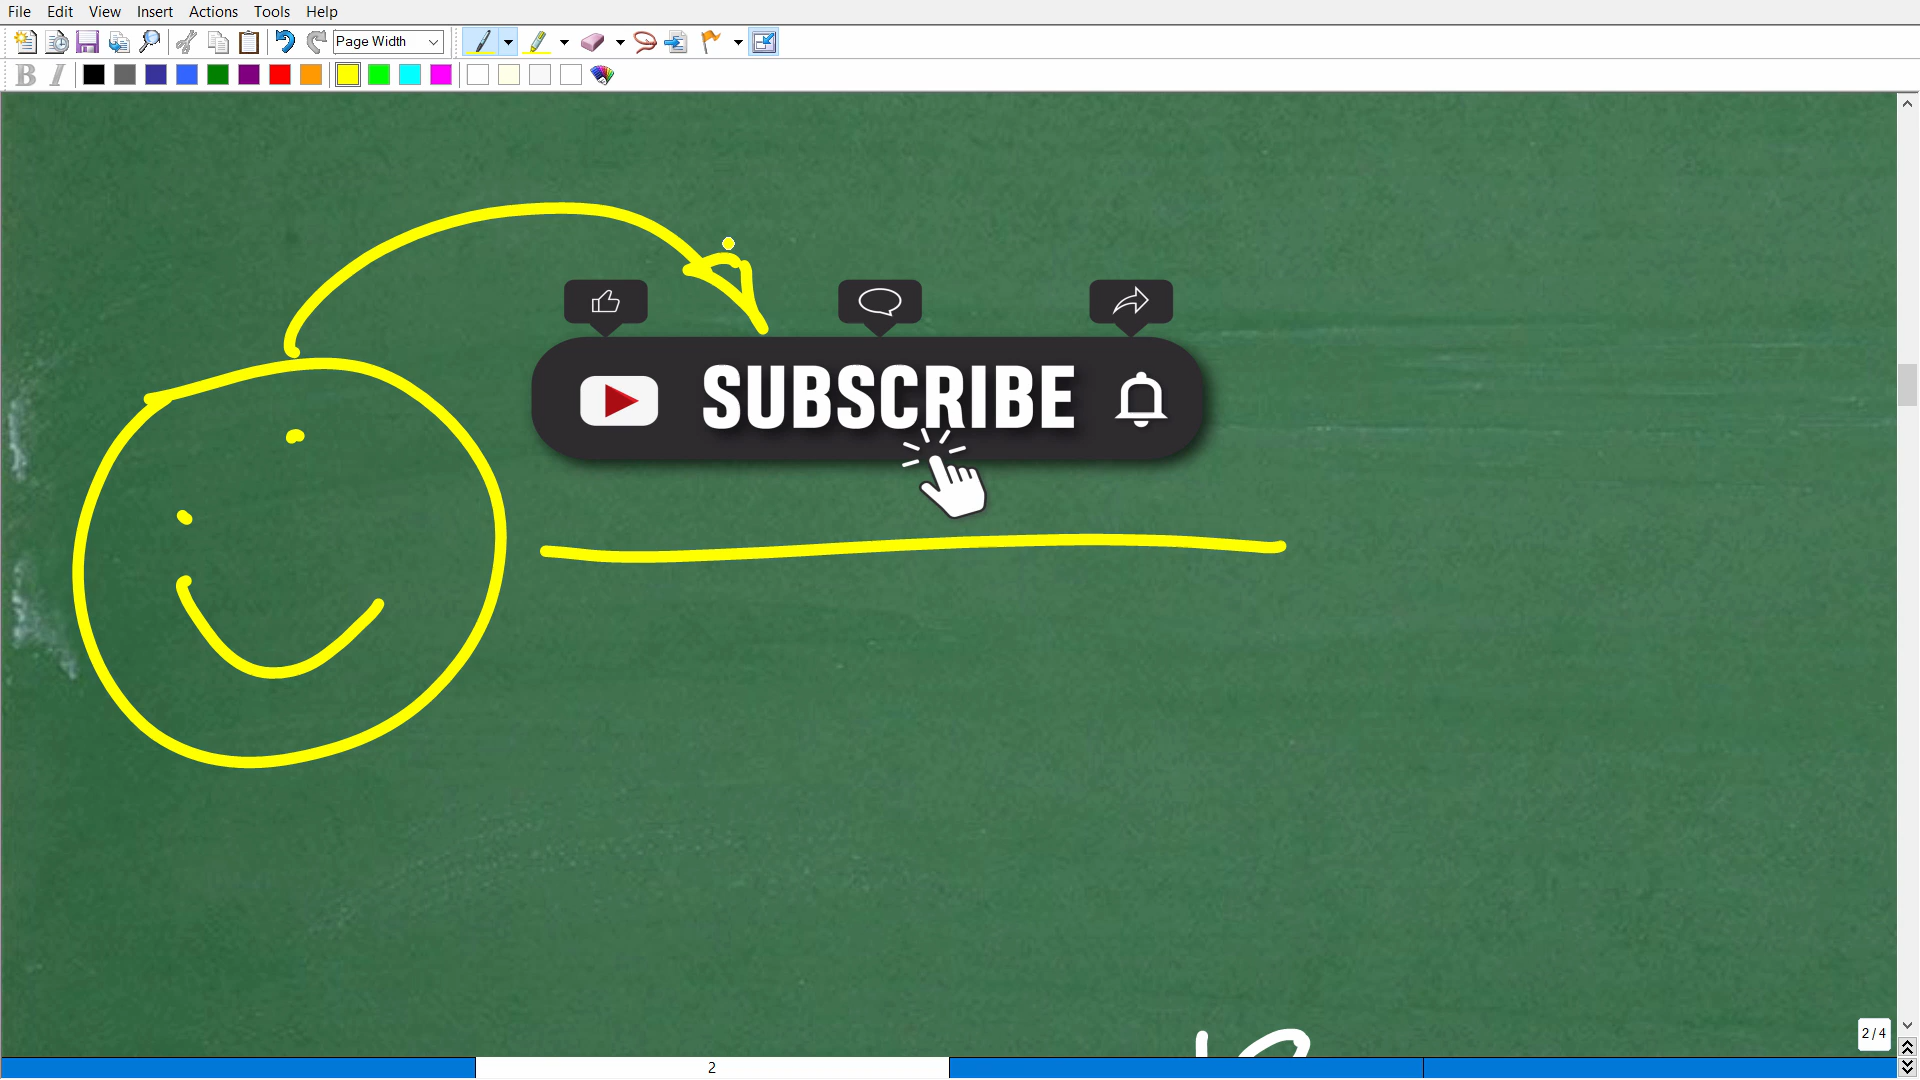 File Edit View Insert Actions Tools Help
Page Width
B I
SUBSCRIBE
2 / 4
2